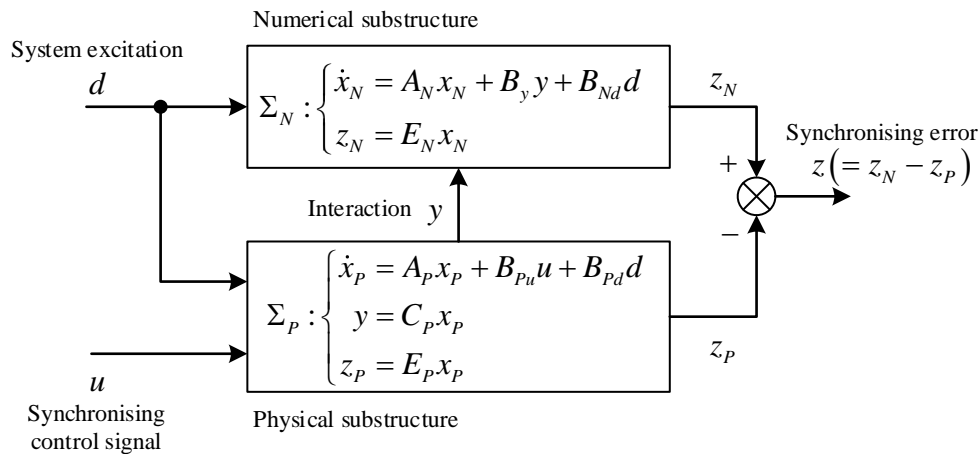 Numerical substructure
System excitation
d
Σ_N : { ẋ_N = A_N x_N + B_y y + B_Nd d
z_N = E_N x_N
z_N
Synchronising error
z(= z_N − z_P)
+
−
Interaction y
Σ_P : { ẋ_P = A_P x_P + B_Pu u + B_Pd d
y = C_P x_P
z_P = E_P x_P
z_P
u
Synchronising
control signal
Physical substructure